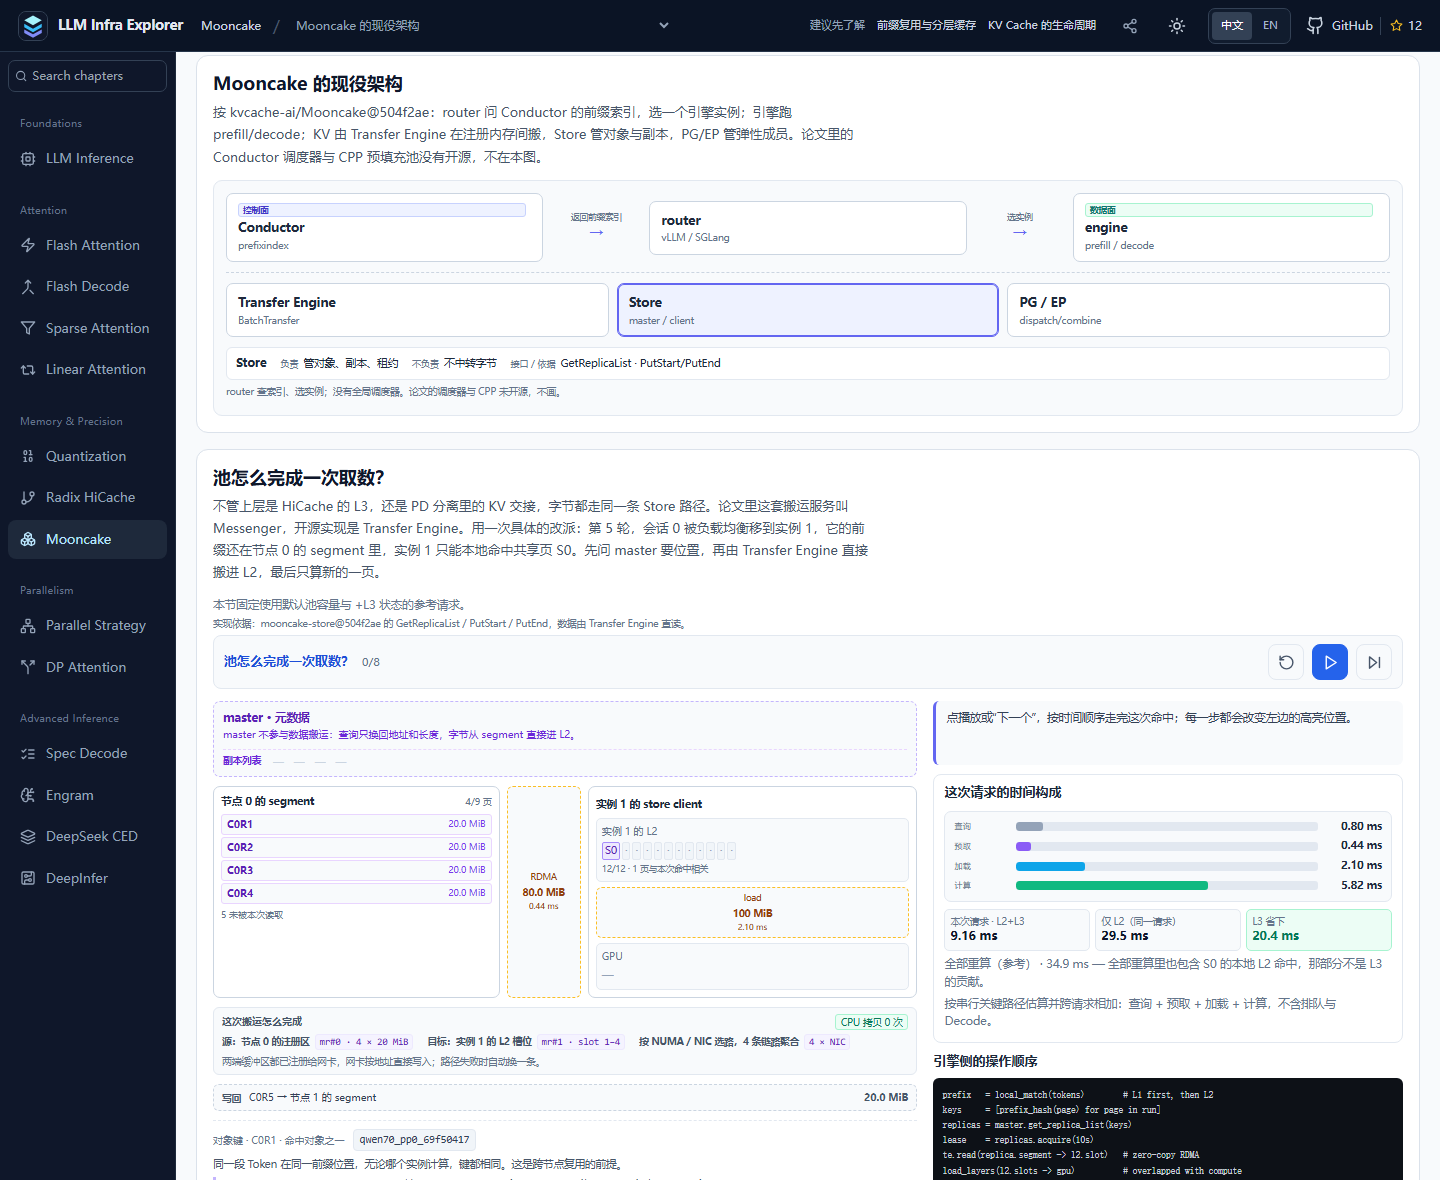 LLM Infra Explorer
Mooncake / Mooncake 的现役架构
建议先了解 前缀复用与分层缓存 KV Cache 的生命周期
中文 EN
GitHub 12
Search chapters
Foundations
LLM Inference
Attention
Flash Attention
Flash Decode
Sparse Attention
Linear Attention
Memory & Precision
Quantization
Radix HiCache
Mooncake
Parallelism
Parallel Strategy
DP Attention
Advanced Inference
Spec Decode
Engram
DeepSeek CED
DeepInfer
Mooncake 的现役架构
按 kvcache-ai/Mooncake@504f2ae：router 问 Conductor 的前缀索引，选一个引擎实例；引擎跑
prefill/decode；KV 由 Transfer Engine 在注册内存间搬，Store 管对象与副本，PG/EP 管弹性成员。论文里的
Conductor 调度器与 CPP 预填充池没有开源，不在本图。
控制面
Conductor
prefixindex
返回前缀索引
→
router
vLLM / SGLang
选实例
→
数据面
engine
prefill / decode
Transfer Engine
BatchTransfer
Store
master / client
PG / EP
dispatch/combine
Store 负责 管对象、副本、租约 不负责 不中转字节 接口 / 依据 GetReplicaList · PutStart/PutEnd
router 查索引、选实例；没有全局调度器。论文的调度器与 CPP 未开源，不画。
池怎么完成一次取数？
不管上层是 HiCache 的 L3，还是 PD 分离里的 KV 交接，字节都走同一条 Store 路径。论文里这套搬运服务叫
Messenger，开源实现是 Transfer Engine。用一次具体的改派：第 5 轮，会话 0 被负载均衡移到实例 1，它的前
缀还在节点 0 的 segment 里，实例 1 只能本地命中共享页 S0。先问 master 要位置，再由 Transfer Engine 直接
搬进 L2，最后只算新的一页。
本节固定使用默认池容量与 +L3 状态的参考请求。
实现依据：mooncake-store@504f2ae 的 GetReplicaList / PutStart / PutEnd，数据由 Transfer Engine 直读。
池怎么完成一次取数？ 0/8
master · 元数据
master 不参与数据搬运：查询只换回地址和长度，字节从 segment 直接进 L2。
副本列表 — — — —
节点 0 的 segment 4/9 页
C0R1 20.0 MiB
C0R2 20.0 MiB
C0R3 20.0 MiB
C0R4 20.0 MiB
5 未被本次读取
RDMA
80.0 MiB
0.44 ms
实例 1 的 store client
实例 1 的 L2
S0 · · · · · · · · · · ·
12/12 · 1 页与本次命中相关
load
100 MiB
2.10 ms
GPU
—
这次搬运怎么完成 CPU 拷贝 0 次
源：节点 0 的注册区 mr#0 · 4 × 20 MiB 目标：实例 1 的 L2 槽位 mr#1 · slot 1–4 按 NUMA / NIC 选路，4 条链路聚合 4 × NIC
两端缓冲区都已注册给网卡，网卡按地址直接写入；路径失败时自动换一条。
写回 C0R5 → 节点 1 的 segment 20.0 MiB
对象键 · C0R1 · 命中对象之一 qwen70_pp0_69f50417
同一段 Token 在同一前缀位置，无论哪个实例计算，键都相同。这是跨节点复用的前提。
点播放或“下一个”，按时间顺序走完这次命中；每一步都会改变左边的高亮位置。
这次请求的时间构成
查询 0.80 ms
预取 0.44 ms
加载 2.10 ms
计算 5.82 ms
本次请求 · L2+L3
9.16 ms
仅 L2（同一请求）
29.5 ms
L3 省下
20.4 ms
全部重算（参考）· 34.9 ms — 全部重算里也包含 S0 的本地 L2 命中，那部分不是 L3
的贡献。
按串行关键路径估算并跨请求相加：查询 + 预取 + 加载 + 计算，不含排队与
Decode。
引擎侧的操作顺序
prefix = local_match(tokens) # L1 first, then L2
keys = [prefix_hash(page) for page in run]
replicas = master.get_replica_list(keys)
lease = replicas.acquire(10s)
te.read(replica.segment -> l2.slot) # zero-copy RDMA
load_layers(l2.slots -> gpu) # overlapped with compute